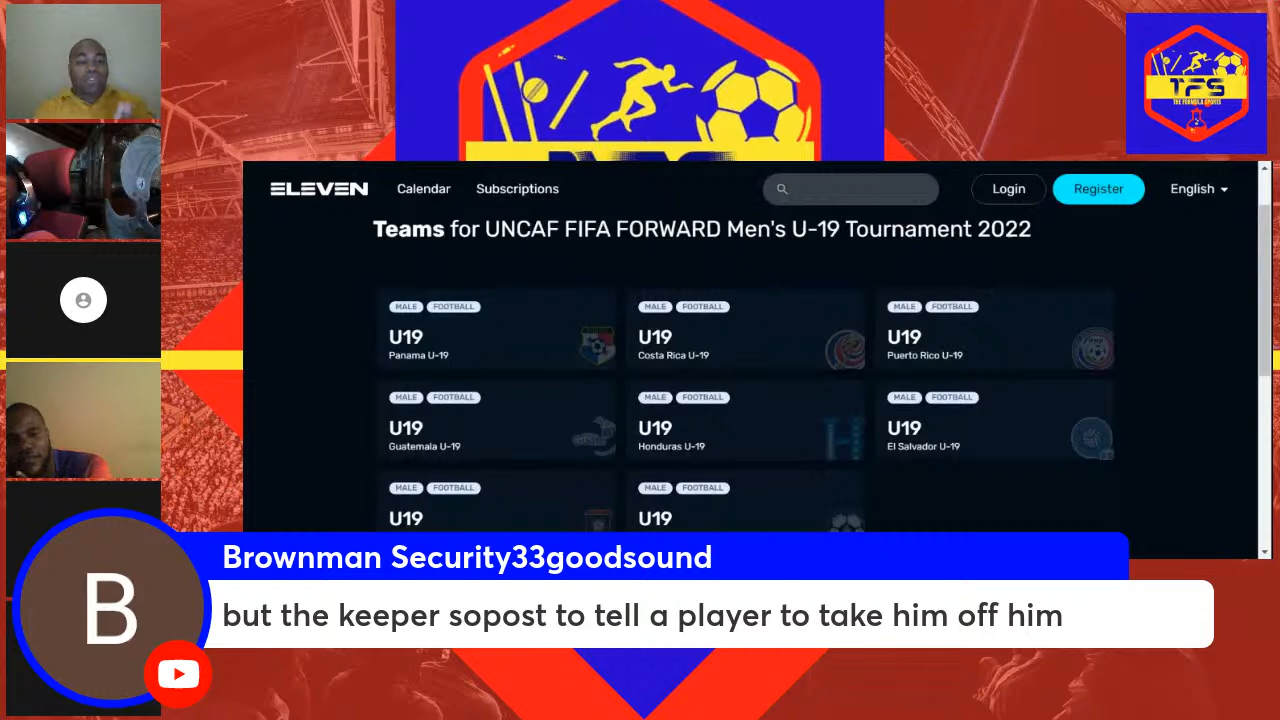 TFS
THE FORMULA SPORTS
ELEVEN
Calendar
Subscriptions
Login
Register
English
Teams for UNCAF FIFA FORWARD Men's U-19 Tournament 2022
MALE FOOTBALL
U19
Panama U-19
MALE FOOTBALL
U19
Costa Rica U-19
MALE FOOTBALL
U19
Puerto Rico U-19
MALE FOOTBALL
U19
Guatemala U-19
MALE FOOTBALL
U19
Honduras U-19
MALE FOOTBALL
U19
El Salvador U-19
MALE FOOTBALL
U19
MALE FOOTBALL
U19
B
Brownman Security33goodsound
but the keeper sopost to tell a player to take him off him